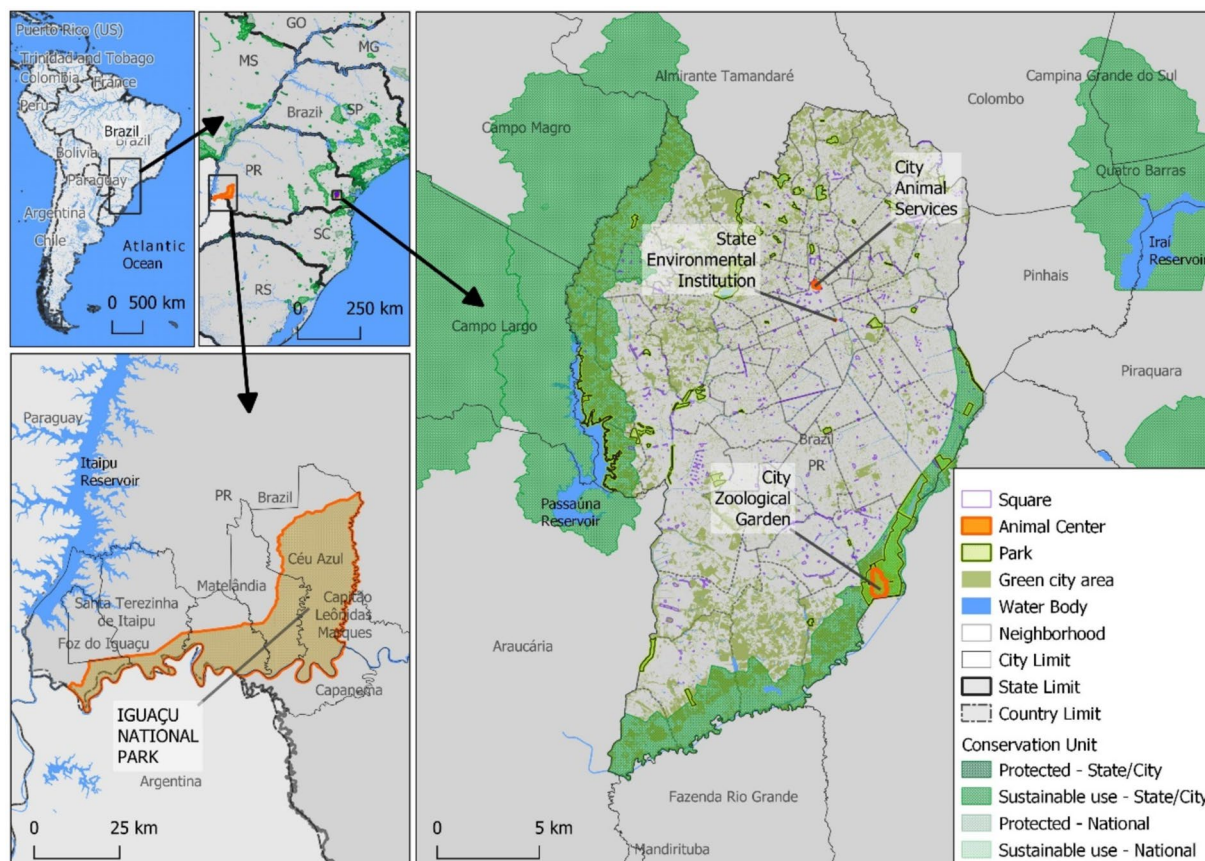 Puerto Rico (US)
Trinidad and Tobago
Colombia
France
Peru
Brazil
Brazil
Bolivia
Paraguay
Argentina
Chile
Atlantic
Ocean
0 500 km
GO
MG
MS
Brazil
SP
PR
SC
RS
0 250 km
Paraguay
Itaipu
Reservoir
PR
Brazil
Céu Azul
Matelândia
Santa Terezinha
de Itaipu
Capitão
Leônidas
Marques
Foz do Iguaçu
Capanema
IGUAÇU
NATIONAL
PARK
Argentina
0 25 km
Almirante Tamandaré
Campina Grande do Sul
Colombo
Campo Magro
City
Animal
Services
Quatro Barras
State
Environmental
Institution
Iraí
Reservoir
Pinhais
Campo Largo
Piraquara
Brazil
PR
City
Zoological
Garden
Passaúna
Reservoir
Araucária
Fazenda Rio Grande
Mandirituba
0 5 km
Square
Animal Center
Park
Green city area
Water Body
Neighborhood
City Limit
State Limit
Country Limit
Conservation Unit
Protected - State/City
Sustainable use - State/City
Protected - National
Sustainable use - National